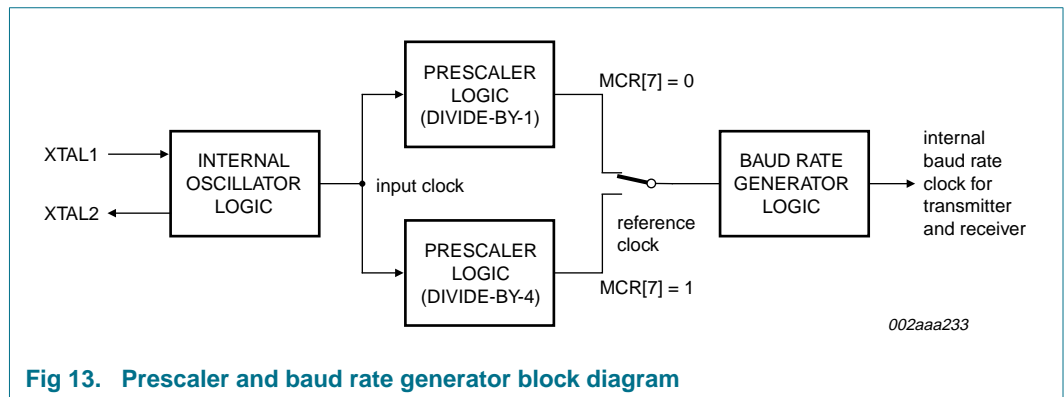 XTAL1
XTAL2
INTERNAL
OSCILLATOR
LOGIC
input clock
PRESCALER
LOGIC
(DIVIDE-BY-1)
MCR[7] = 0
PRESCALER
LOGIC
(DIVIDE-BY-4)
MCR[7] = 1
reference
clock
BAUD RATE
GENERATOR
LOGIC
internal
baud rate
clock for
transmitter
and receiver
002aaa233
Fig 13. Prescaler and baud rate generator block diagram